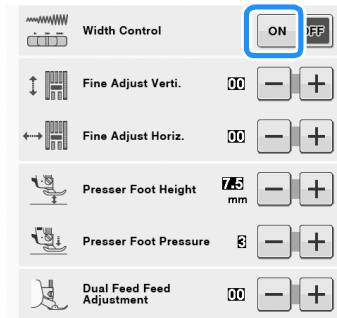 Width Control ON OFF
Fine Adjust Verti. 00 − +
Fine Adjust Horiz. 00 − +
Presser Foot Height 7.5 mm − +
Presser Foot Pressure 3 − +
Dual Feed Feed
Adjustment 00 − +